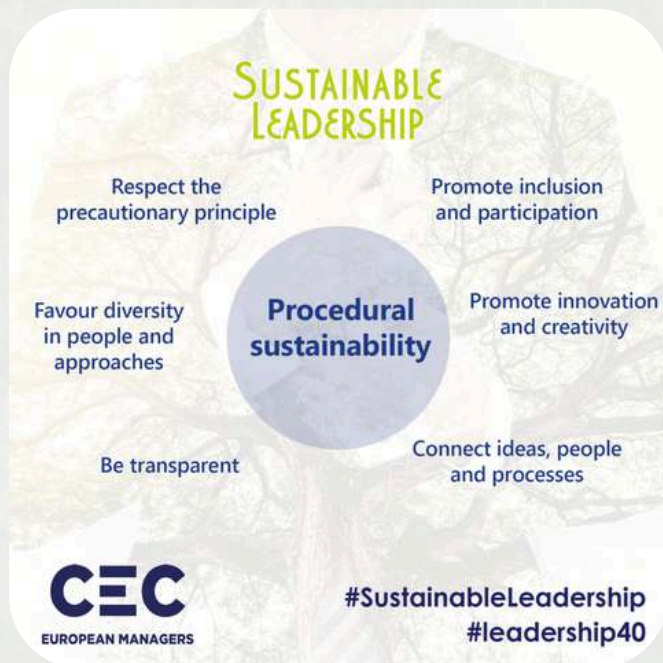 SUSTAINABLE
LEADERSHIP
Respect the
precautionary principle
Promote inclusion
and participation
Favour diversity
in people and
approaches
Procedural
sustainability
Promote innovation
and creativity
Be transparent
Connect ideas, people
and processes
CEC
EUROPEAN MANAGERS
#SustainableLeadership
#leadership40